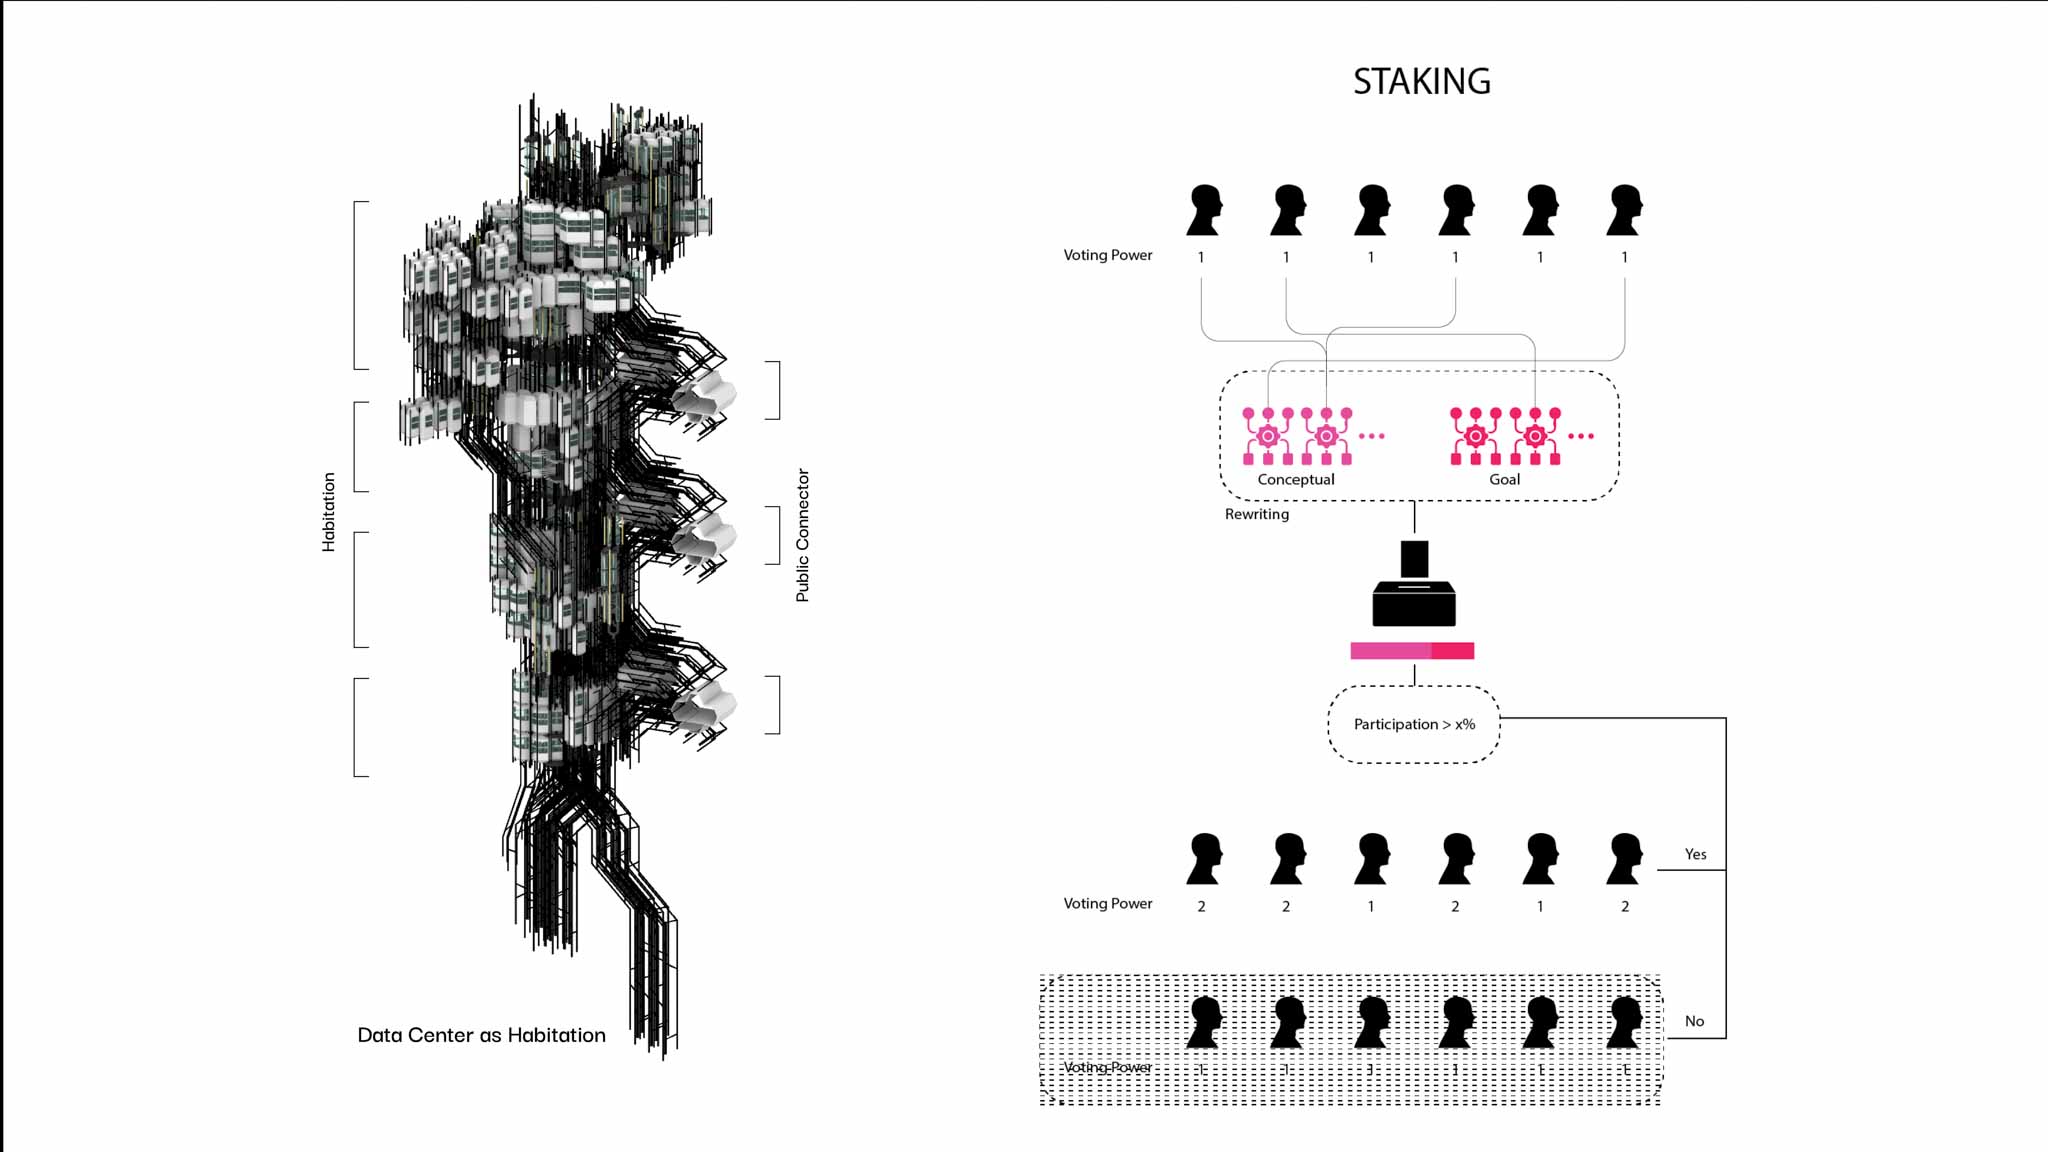 Habitation
Public Connector
Data Center as Habitation
STAKING
Voting Power 1 1 1 1 1 1
Conceptual Goal
Rewriting
Participation > x%
Yes
Voting Power 2 2 1 2 1 2
No
Voting Power 1 1 1 1 1 1